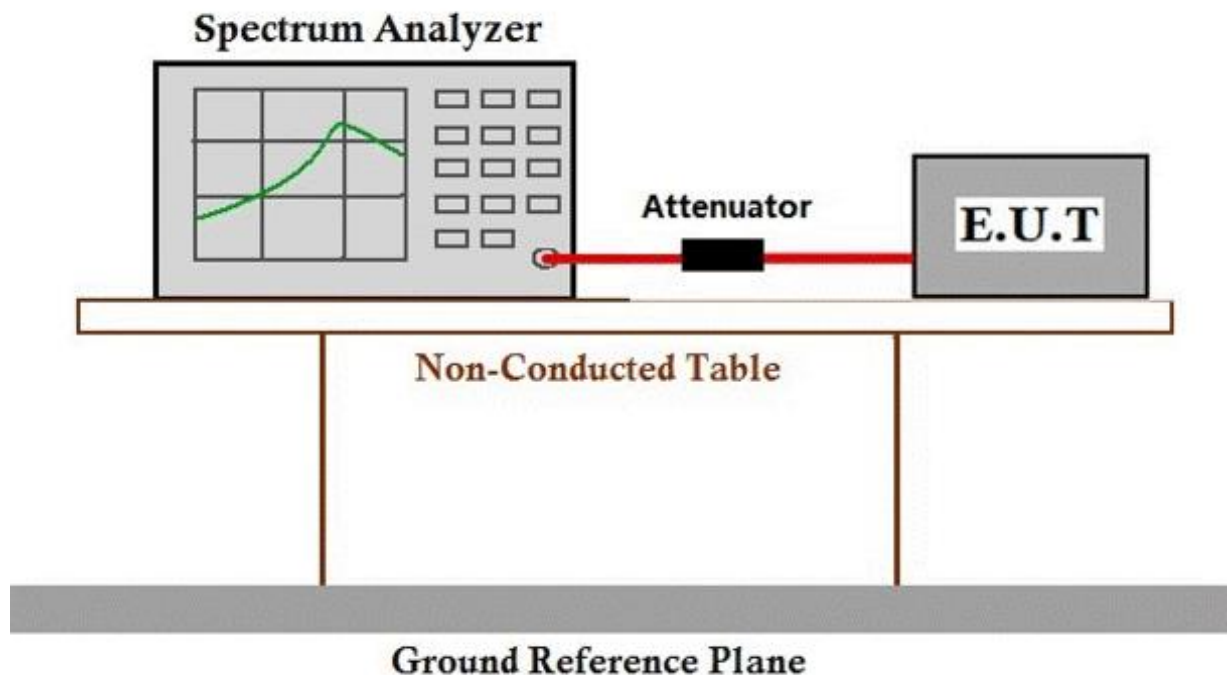 Spectrum Analyzer
Attenuator
E.U.T
Non-Conducted Table
Ground Reference Plane